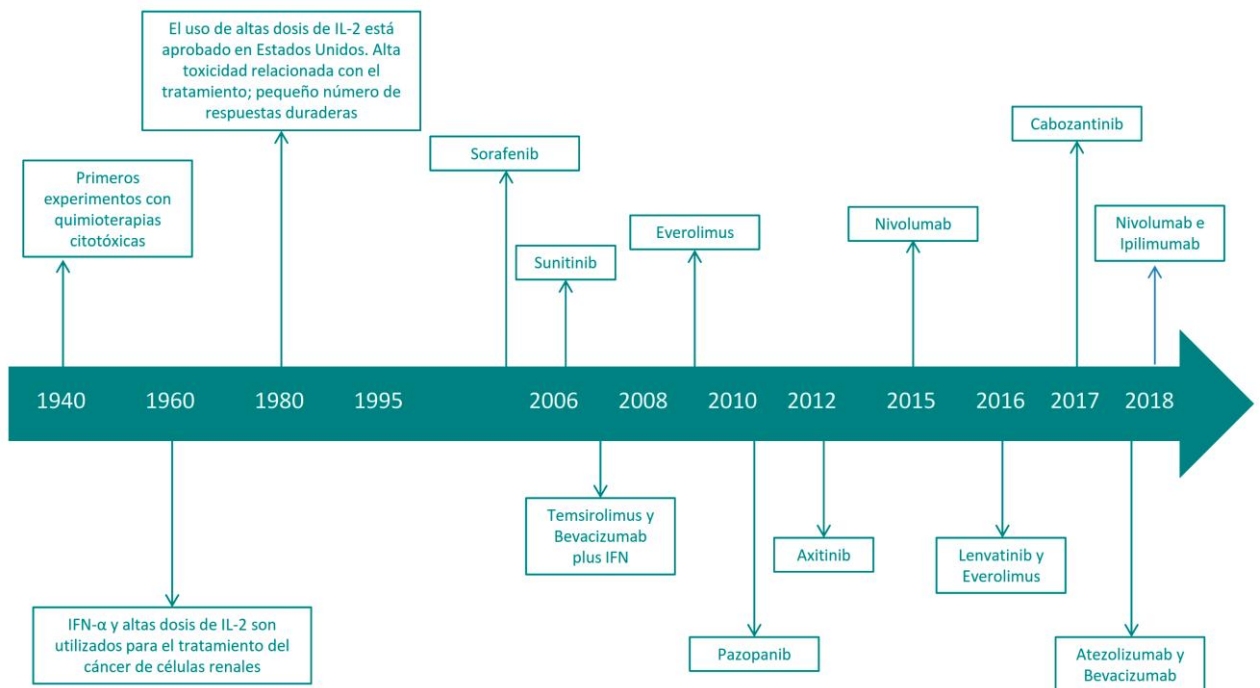 El uso de altas dosis de IL-2 está
aprobado en Estados Unidos. Alta
toxicidad relacionada con el
tratamiento; pequeño número de
respuestas duraderas
Primeros
experimentos con
quimioterapias
citotóxicas
Sorafenib
Sunitinib
Everolimus
Nivolumab
Cabozantinib
Nivolumab e
Ipilimumab
1940 1960 1980 1995 2006 2008 2010 2012 2015 2016 2017 2018
IFN-α y altas dosis de IL-2 son
utilizados para el tratamiento del
cáncer de células renales
Temsirolimus y
Bevacizumab
plus IFN
Pazopanib
Axitinib
Lenvatinib y
Everolimus
Atezolizumab y
Bevacizumab